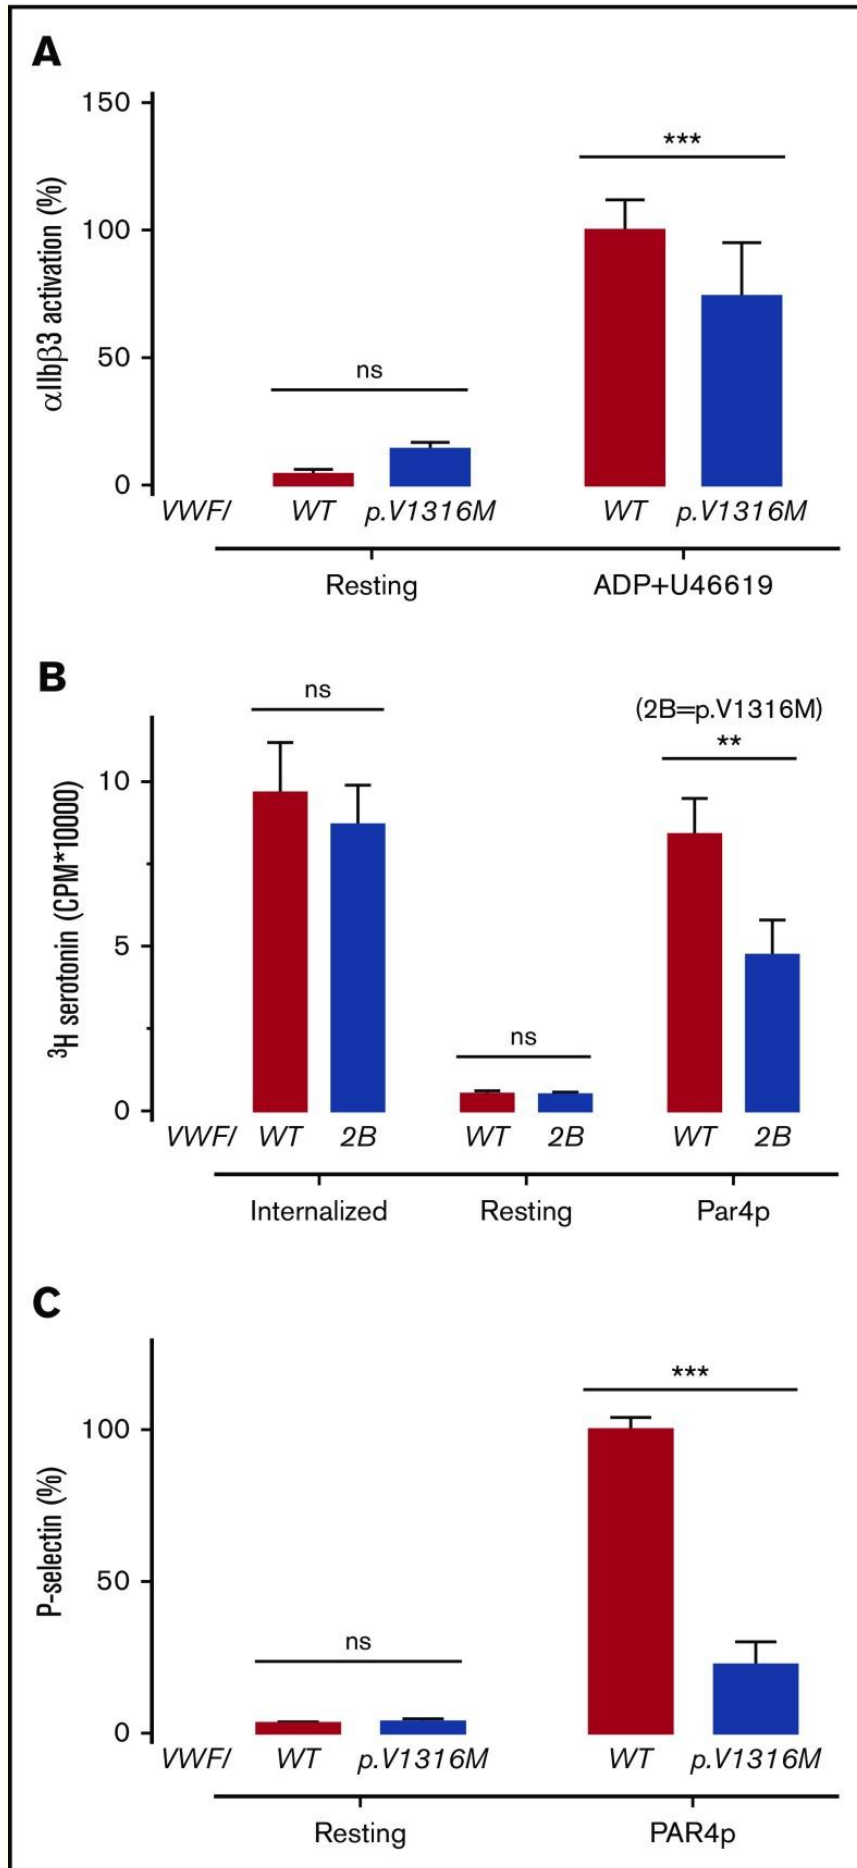 A
αIIbβ3 activation (%)
150
100
50
0
***
ns
VWF/ WT p.V1316M WT p.V1316M
Resting ADP+U46619
B
³H serotonin (CPM*10000)
10
5
0
ns
ns
(2B=p.V1316M)
**
VWF/ WT 2B WT 2B WT 2B
Internalized Resting Par4p
C
P-selectin (%)
100
50
0
***
ns
VWF/ WT p.V1316M WT p.V1316M
Resting PAR4p